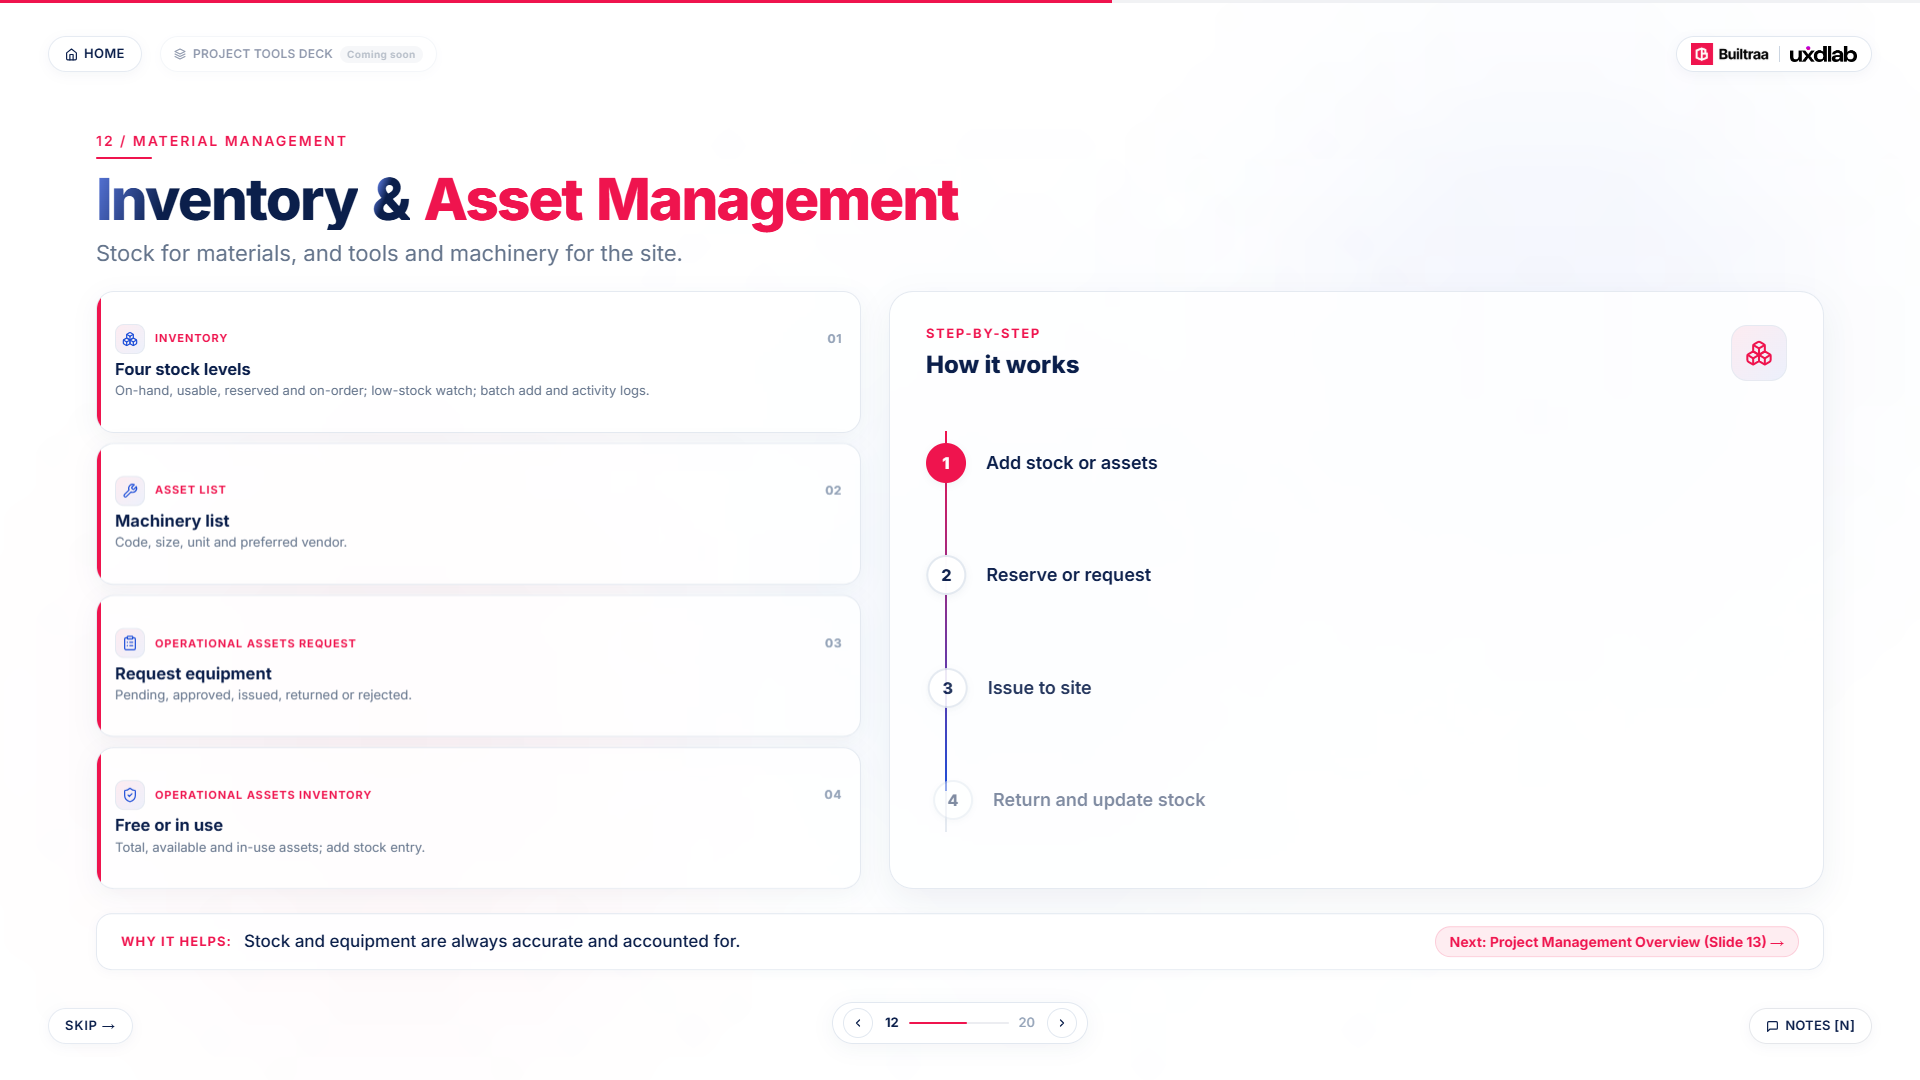 HOME
PROJECT TOOLS DECK Coming soon
Builtraa | uxdlab
12 / MATERIAL MANAGEMENT
Inventory & Asset Management
Stock for materials, and tools and machinery for the site.
INVENTORY 01
Four stock levels
On-hand, usable, reserved and on-order; low-stock watch; batch add and activity logs.
ASSET LIST 02
Machinery list
Code, size, unit and preferred vendor.
OPERATIONAL ASSETS REQUEST 03
Request equipment
Pending, approved, issued, returned or rejected.
OPERATIONAL ASSETS INVENTORY 04
Free or in use
Total, available and in-use assets; add stock entry.
STEP-BY-STEP
How it works
1 Add stock or assets
2 Reserve or request
3 Issue to site
4 Return and update stock
WHY IT HELPS: Stock and equipment are always accurate and accounted for.
Next: Project Management Overview (Slide 13) →
SKIP →
12 20
NOTES [N]